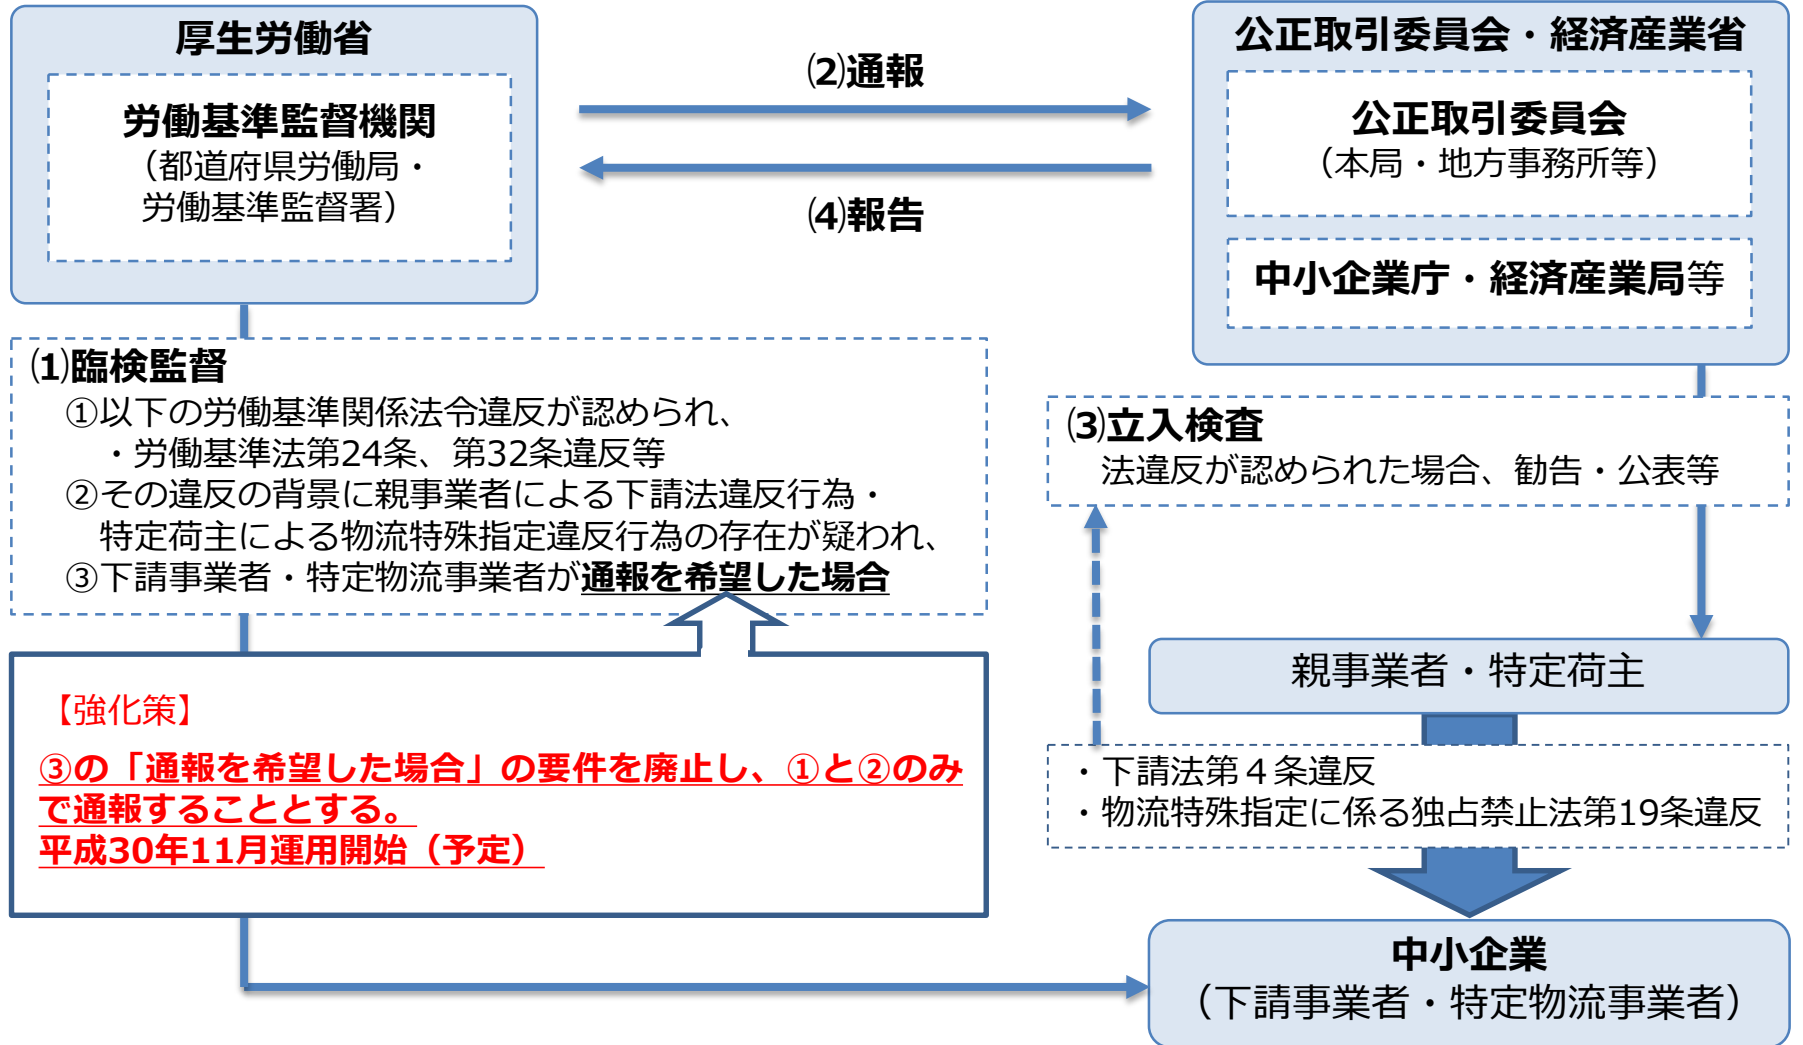 厚生労働省
労働基準監督機関
（都道府県労働局・
労働基準監督署）
⑵通報
⑷報告
公正取引委員会・経済産業省
公正取引委員会
（本局・地方事務所等）
中小企業庁・経済産業局等
⑴臨検監督
①以下の労働基準関係法令違反が認められ、
・労働基準法第24条、第32条違反等
②その違反の背景に親事業者による下請法違反行為・
特定荷主による物流特殊指定違反行為の存在が疑われ、
③下請事業者・特定物流事業者が通報を希望した場合
【強化策】
③の「通報を希望した場合」の要件を廃止し、①と②のみ
で通報することとする。
平成30年11月運用開始（予定）
⑶立入検査
法違反が認められた場合、勧告・公表等
親事業者・特定荷主
・下請法第４条違反
・物流特殊指定に係る独占禁止法第19条違反
中小企業
（下請事業者・特定物流事業者）